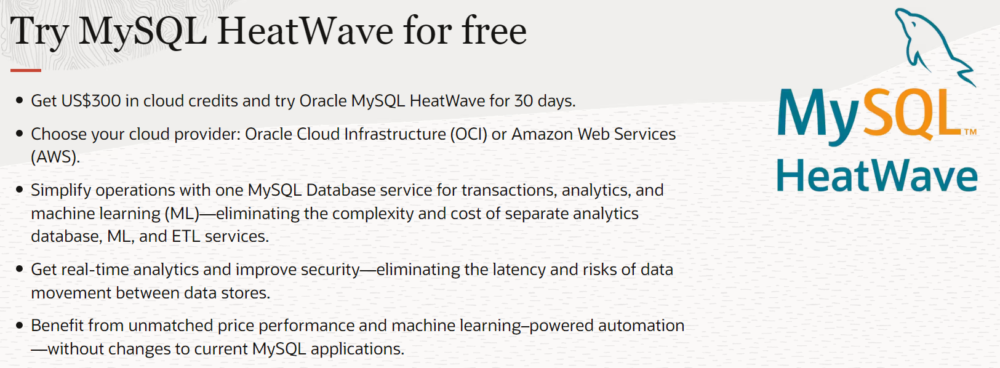 Try MySQL HeatWave for free
Get US$300 in cloud credits and try Oracle MySQL HeatWave for 30 days.
Choose your cloud provider: Oracle Cloud Infrastructure (OCI) or Amazon Web Services
(AWS).
Simplify operations with one MySQL Database service for transactions, analytics, and
machine learning (ML)—eliminating the complexity and cost of separate analytics
database, ML, and ETL services.
Get real-time analytics and improve security—eliminating the latency and risks of data
movement between data stores.
Benefit from unmatched price performance and machine learning–powered automation
—without changes to current MySQL applications.
MySQL™
HeatWave